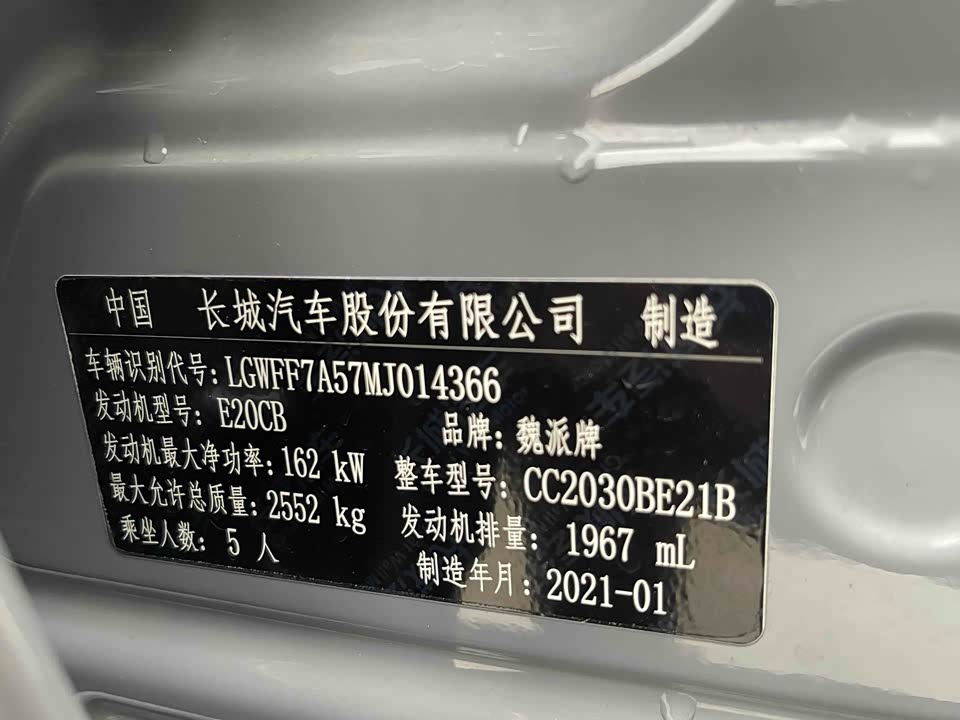 中国 长城汽车股份有限公司 制造
车辆识别代号: LGWFF7A57MJ014366
发动机型号: E20CB 品牌: 魏派牌
发动机最大净功率: 162 kW 整车型号: CC2030BE21B
最大允许总质量: 2552 kg 发动机排量: 1967 mL
乘坐人数: 5 人 制造年月: 2021-01